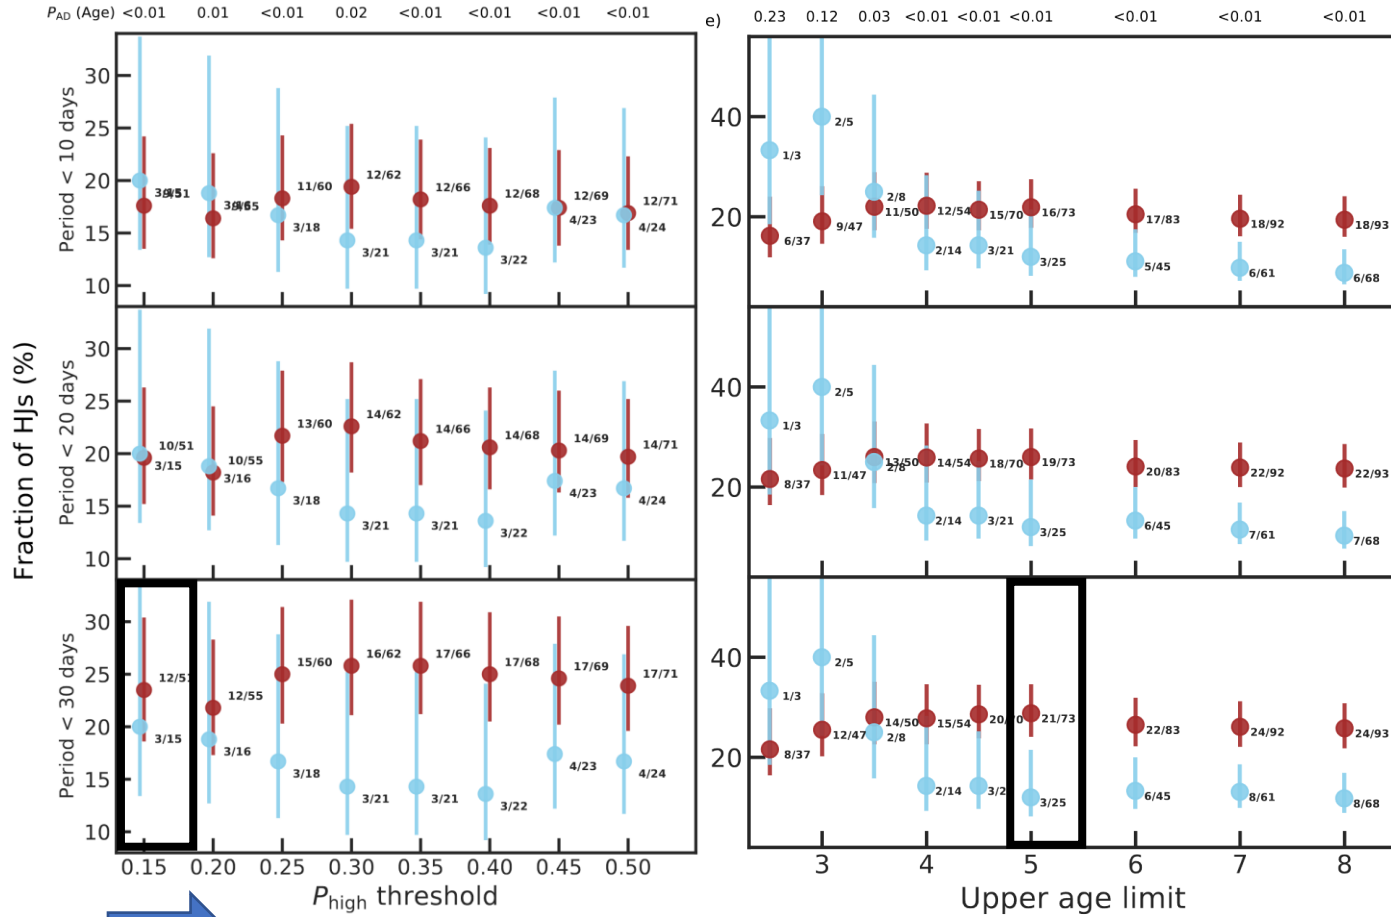 P_AD (Age) <0.01 0.01 <0.01 0.02 <0.01 <0.01 <0.01 <0.01
e) 0.23 0.12 0.03 <0.01 <0.01 <0.01 <0.01 <0.01 <0.01
Fraction of HJs (%)
Period < 10 days
30
25
20
15
10
11/60 12/62 12/66 12/68 12/69 12/71
3/18 3/21 3/21 3/22 4/23 4/24
Period < 20 days
30
25
20
15
10
10/51 10/55 13/60 14/62 14/66 14/68 14/69 14/71
3/15 3/16 3/18 3/21 3/21 3/22 4/23 4/24
Period < 30 days
30
25
20
15
10
12/51 12/55 15/60 16/62 17/66 17/68 17/69 17/71
3/15 3/16 3/18 3/21 3/21 3/22 4/23 4/24
0.15 0.20 0.25 0.30 0.35 0.40 0.45 0.50
P_high threshold
40
20
1/3 2/5 2/8 2/14 3/21 3/25 5/45 6/61 6/68
6/37 9/47 11/50 12/54 15/70 16/73 17/83 18/92 18/93
40
20
1/3 2/5 2/8 2/14 3/21 3/25 6/45 7/61 7/68
8/37 11/47 13/50 14/54 18/70 19/73 20/83 22/92 22/93
40
20
1/3 2/5 2/8 2/14 3/25 6/45 8/61 8/68
8/37 12/47 14/50 15/54 20/70 21/73 22/83 24/92 24/93
3 4 5 6 7 8
Upper age limit